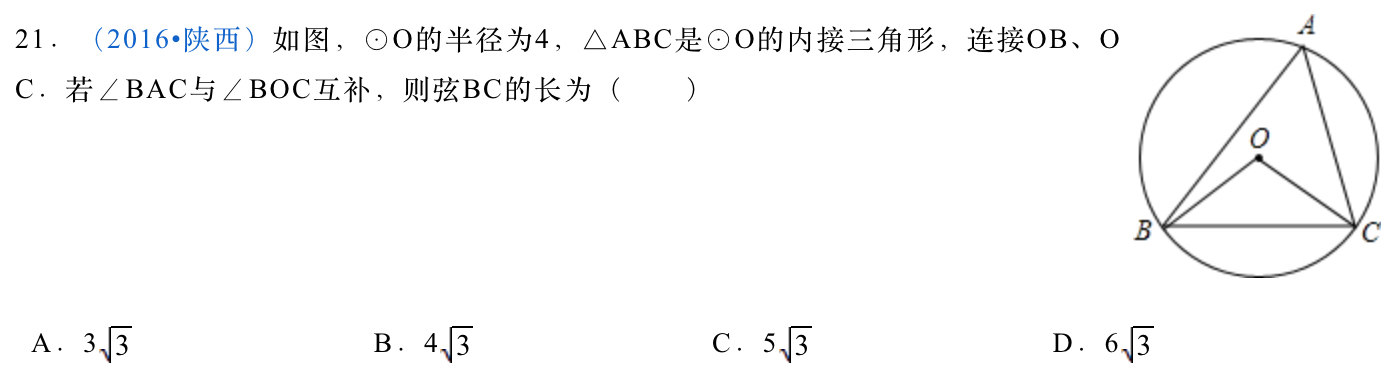 21. （2016•陕西）如图，⊙O的半径为4，△ABC是⊙O的内接三角形，连接OB、O
C．若∠BAC与∠BOC互补，则弦BC的长为（　　）
A
O
B
C
A．3√3 B．4√3 C．5√3 D．6√3